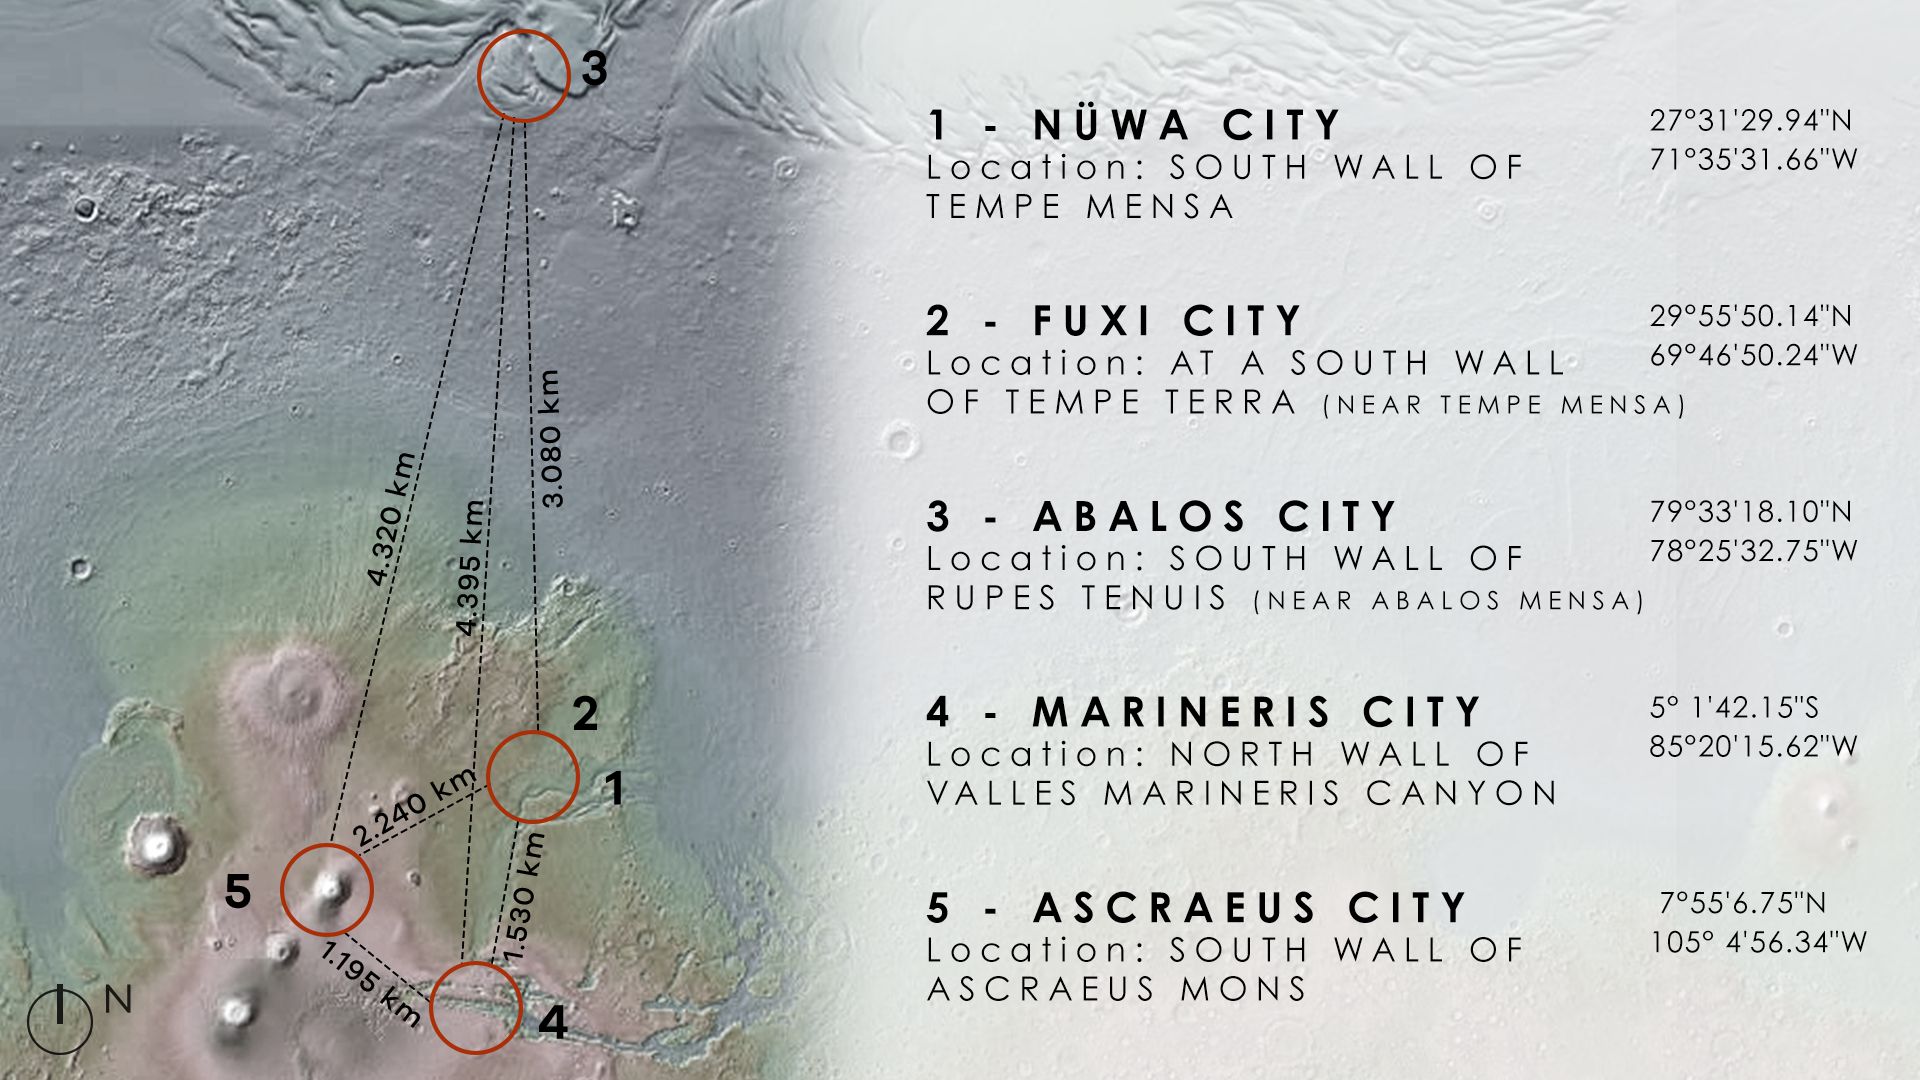 3
4.320 km
4.395 km
3.080 km
2
1
2.240 km
5
1.530 km
1.195 km
4
N
1 - NÜWA CITY
Location: SOUTH WALL OF
TEMPE MENSA
27°31'29.94"N
71°35'31.66"W
2 - FUXI CITY
Location: AT A SOUTH WALL
OF TEMPE TERRA (NEAR TEMPE MENSA)
29°55'50.14"N
69°46'50.24"W
3 - ABALOS CITY
Location: SOUTH WALL OF
RUPES TENUIS (NEAR ABALOS MENSA)
79°33'18.10"N
78°25'32.75"W
4 - MARINERIS CITY
Location: NORTH WALL OF
VALLES MARINERIS CANYON
5° 1'42.15"S
85°20'15.62"W
5 - ASCRAEUS CITY
Location: SOUTH WALL OF
ASCRAEUS MONS
7°55'6.75"N
105° 4'56.34"W